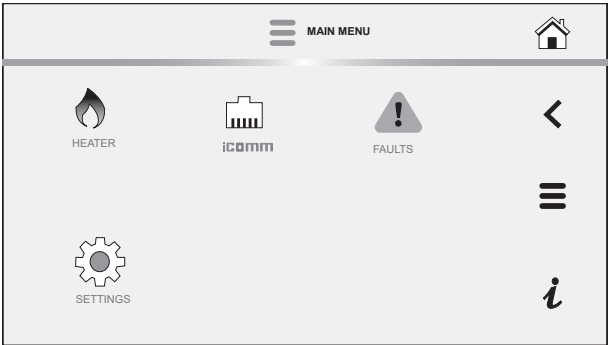 MAIN MENU
HEATER
icomm
FAULTS
SETTINGS
i